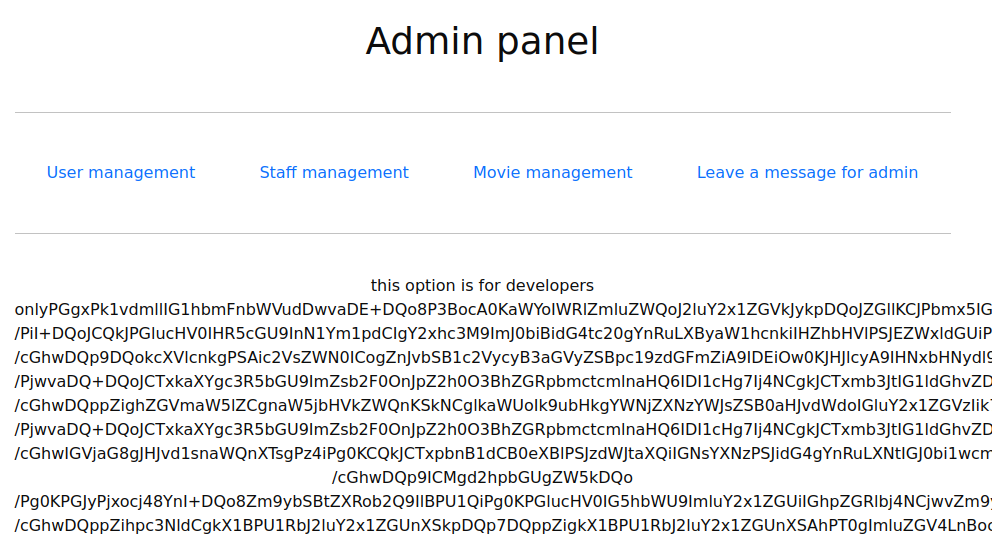 Admin panel
User management Staff management Movie management Leave a message for admin
this option is for developers
onlyPGgxPk1vdmllIG1hbmFnbWVudDwvaDE+DQo8P3BocA0KaWYoIWRlZmluZWQoJ2luY2x1ZGVkJykpDQoJZGllKCJPbmx5IG
/PiI+DQoJCQkJPGlucHV0IHR5cGU9InN1Ym1pdCIgY2xhc3M9ImJ0biBidG4tc20gYnRuLXByaW1hcnkiIHZhbHVlPSJEZWxldGUiP
/cGhwDQp9DQokcXVlcnkgPSAic2VsZWN0ICogZnJvbSB1c2VycyB3aGVyZSBpc19zdGFmZiA9IDEiOw0KJHJlcyA9IHNxbHNydl9
/PjwvaDQ+DQoJCTxkaXYgc3R5bGU9ImZsb2F0OnJpZ2h0O3BhZGRpbmctcmlnaHQ6IDI1cHg7Ij4NCgkJCTxmb3JtIG1ldGhvZD
/cGhwDQppZighZGVmaW5lZCgnaW5jbHVkZWQnKSkNCglkaWUoIk9ubHkgYWNjZXNzYWJsZSB0aHJvdWdoIGluY2x1ZGVzIik7
/PjwvaDQ+DQoJCTxkaXYgc3R5bGU9ImZsb2F0OnJpZ2h0O3BhZGRpbmctcmlnaHQ6IDI1cHg7Ij4NCgkJCTxmb3JtIG1ldGhvZD
/cGhwIGVjaG8gJHJvd1snaWQnXTsgPz4iPg0KCQkJCTxpbnB1dCB0eXBlPSJzdWJtaXQiIGNsYXNzPSJidG4gYnRuLXNtIGJ0bi1wcm
/cGhwDQp9ICMgd2hpbGUgZW5kDQo
/Pg0KPGJyPjxocj48YnI+DQo8Zm9ybSBtZXRob2Q9IlBPU1QiPg0KPGlucHV0IG5hbWU9ImluY2x1ZGUiIGhpZGRlbj4NCjwvZm9y
/cGhwDQppZihpc3NldCgkX1BPU1RbJ2luY2x1ZGUnXSkpDQp7DQppZigkX1BPU1RbJ2luY2x1ZGUnXSAhPT0gImluZGV4LnBoc